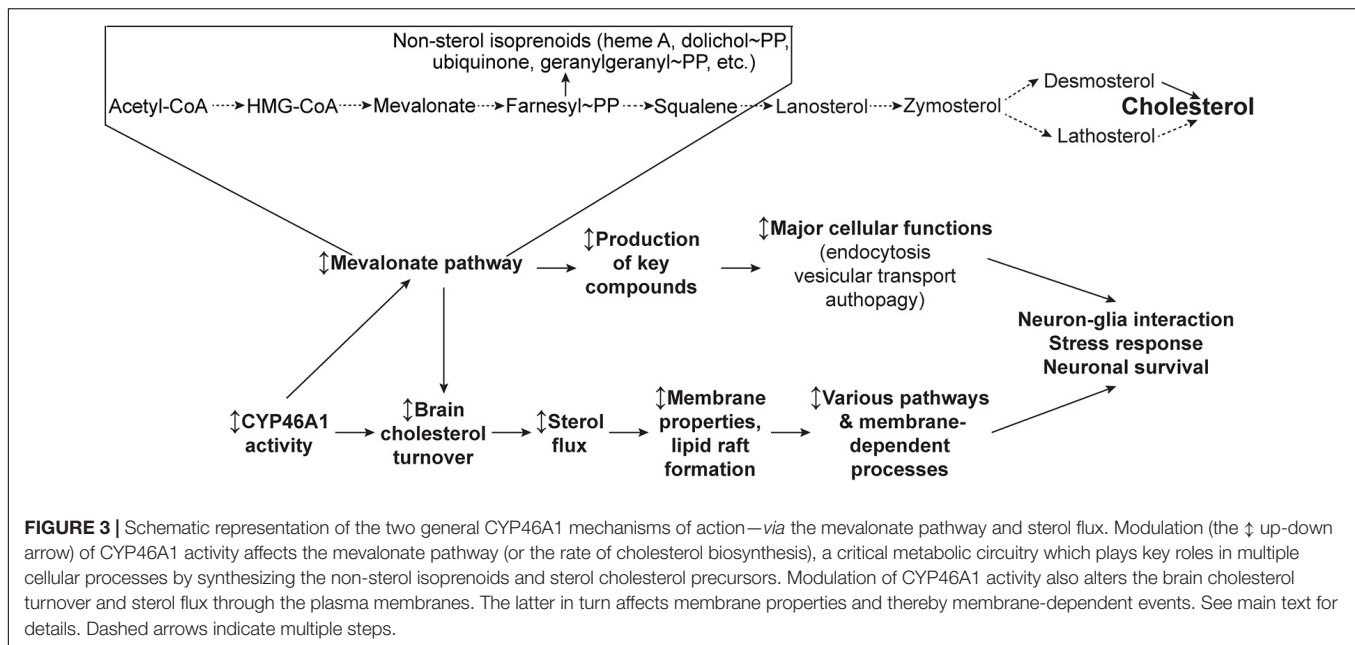 Non-sterol isoprenoids (heme A, dolichol~PP,
ubiquinone, geranylgeranyl~PP, etc.)
Acetyl-CoA HMG-CoA Mevalonate Farnesyl~PP Squalene Lanosterol Zymosterol
Desmosterol
Cholesterol
Lathosterol
↕Mevalonate pathway
↕Production
of key
compounds
↕Major cellular functions
(endocytosis
vesicular transport
authopagy)
Neuron-glia interaction
Stress response
Neuronal survival
↕CYP46A1
activity
↕Brain
cholesterol
turnover
↕Sterol
flux
↕Membrane
properties,
lipid raft
formation
↕Various pathways
& membrane-
dependent
processes
FIGURE 3 | Schematic representation of the two general CYP46A1 mechanisms of action—via the mevalonate pathway and sterol flux. Modulation (the ↕ up-down
arrow) of CYP46A1 activity affects the mevalonate pathway (or the rate of cholesterol biosynthesis), a critical metabolic circuitry which plays key roles in multiple
cellular processes by synthesizing the non-sterol isoprenoids and sterol cholesterol precursors. Modulation of CYP46A1 activity also alters the brain cholesterol
turnover and sterol flux through the plasma membranes. The latter in turn affects membrane properties and thereby membrane-dependent events. See main text for
details. Dashed arrows indicate multiple steps.